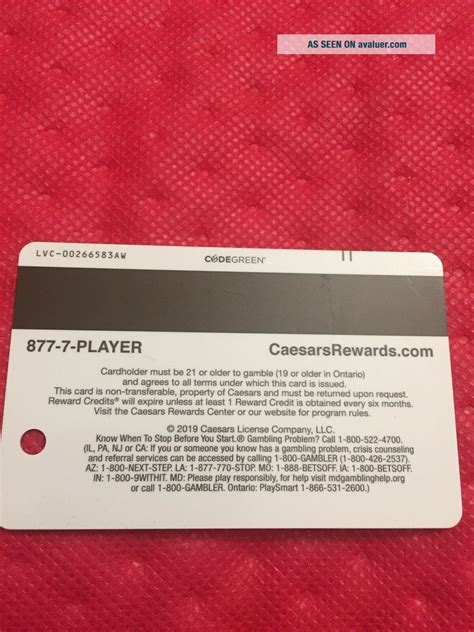 AS SEEN ON avaluer.com
LVC-00266583AW
CODEGREEN®
877-7-PLAYER
CaesarsRewards.com
Cardholder must be 21 or older to gamble (19 or older in Ontario)
and agrees to all terms under which this card is issued.
This card is non-transferable, property of Caesars and must be returned upon request.
Reward Credits® will expire unless at least 1 Reward Credit is obtained every six months.
Visit the Caesars Rewards Center or our website for program rules.
© 2019 Caesars License Company, LLC.
Know When To Stop Before You Start.® Gambling Problem? Call 1-800-522-4700.
(IL, PA, NJ or CA: If you or someone you know has a gambling problem, crisis counseling
and referral services can be accessed by calling 1-800-GAMBLER (1-800-426-2537).
AZ: 1-800-NEXT-STEP. LA: 1-877-770-STOP. MO: 1-888-BETSOFF. IA: 1-800-BETSOFF.
IN: 1-800-9WITHIT. MD: Please play responsibly, for help visit mdgamblinghelp.org
or call 1-800-GAMBLER. Ontario: PlaySmart 1-866-531-2600.)